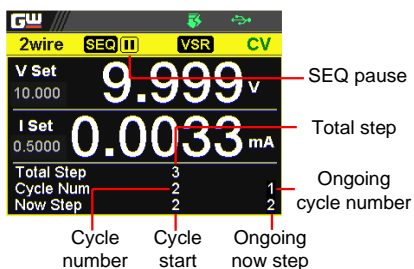 GW
2wire SEQ VSR CV
V Set
10.000 9.999 V
I Set
0.5000 0.0033 mA
Total Step 3
Cycle Num 2 1
Now Step 2 2
SEQ pause
Total step
Ongoing
cycle number
Cycle
number
Cycle
start
Ongoing
now step